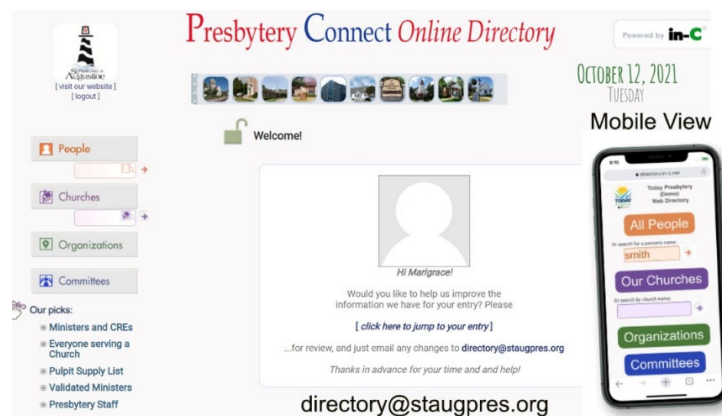 Presbytery Connect Online Directory
Powered by in-C
Augustine
[ visit our website ]
[ logout ]
OCTOBER 12, 2021
TUESDAY
Mobile View
Welcome!
People
Churches
Organizations
Committees
Our picks:
Ministers and CREs
Everyone serving a
Church
Pulpit Supply List
Validated Ministers
Presbytery Staff
Hi Marigrace!
Would you like to help us improve the
information we have for your entry? Please
[ click here to jump to your entry ]
...for review, and just email any changes to directory@staugpres.org
Thanks in advance for your time and and help!
directory@staugpres.org
directory.in-c.net
TODAY
Today Presbytery
(Demo)
Web Directory
All People
Or search for a person's name:
smith
Our Churches
Or search by church name:
Organizations
Committees